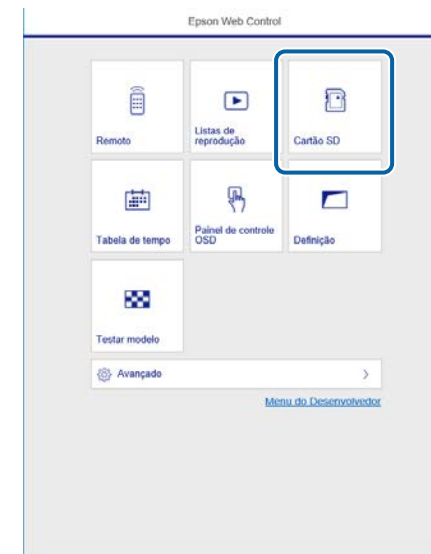 Epson Web Control
Remoto
Listas de
reprodução
Cartão SD
Tabela de tempo
Painel de controle
OSD
Definição
Testar modelo
Avançado
Menu do Desenvolvedor